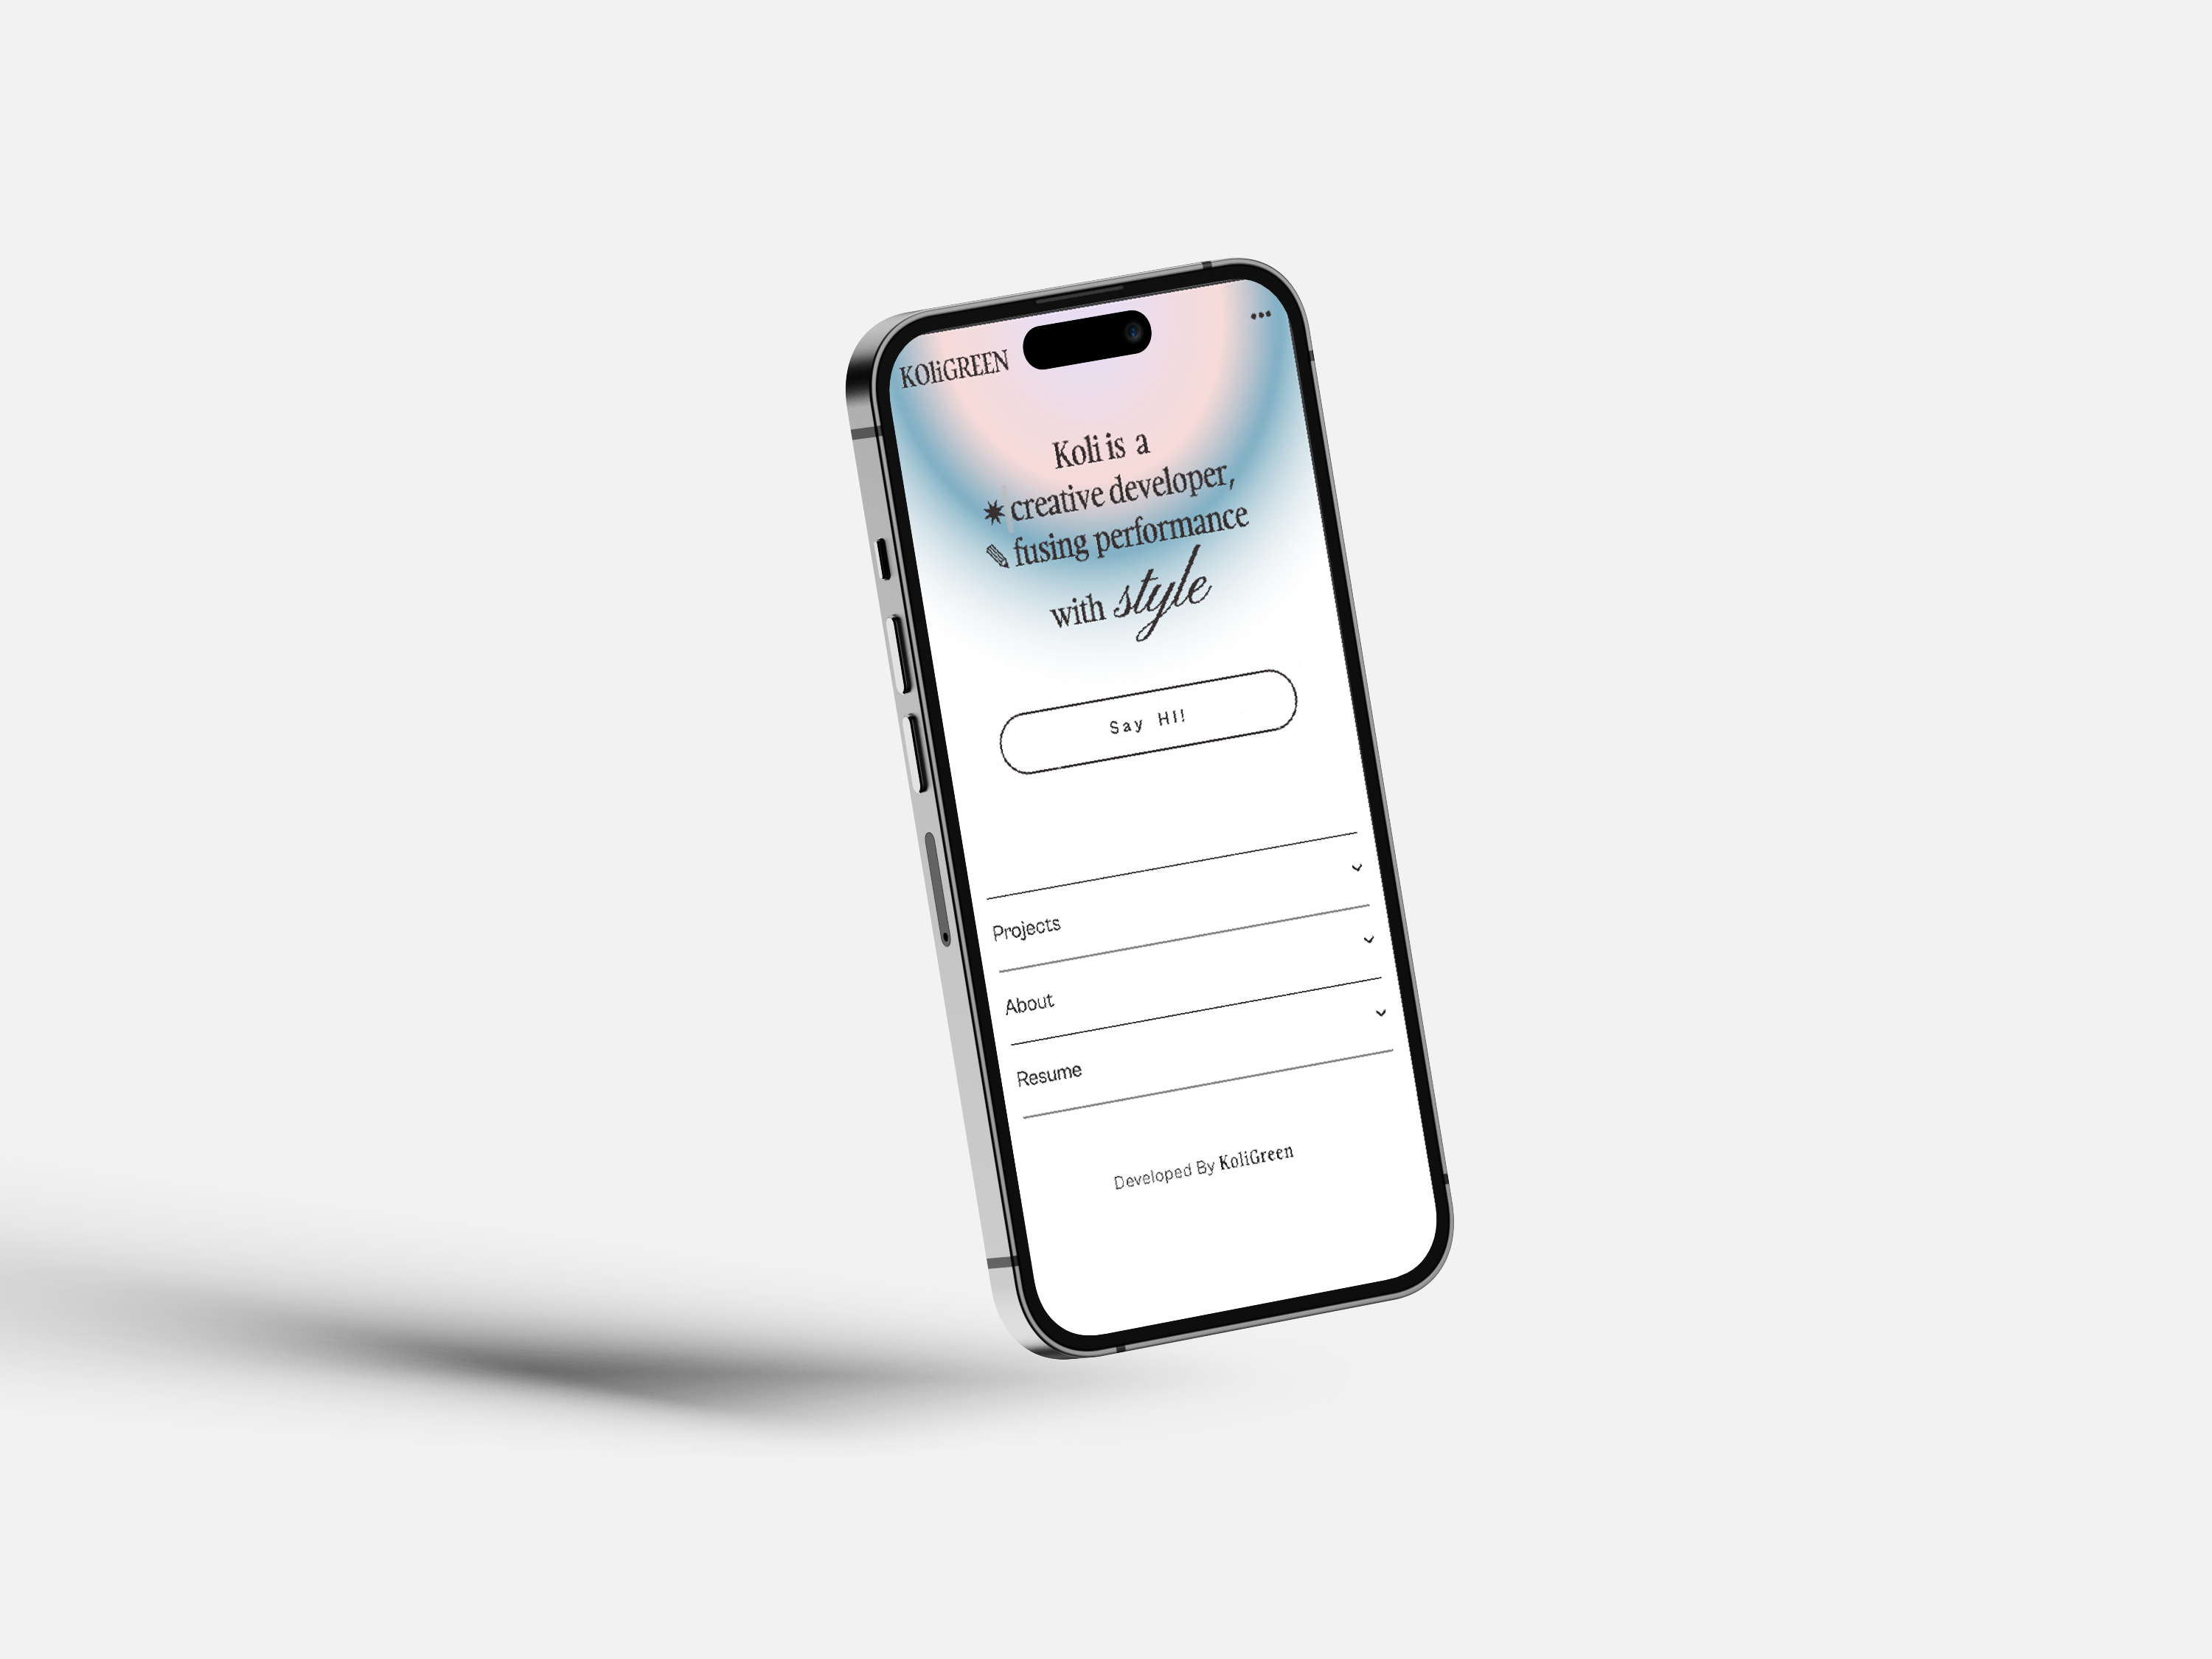 KOliGREEN
Koli is a
creative developer,
fusing performance
with style
Say HI!
Projects
About
Resume
Developed By KoliGreen